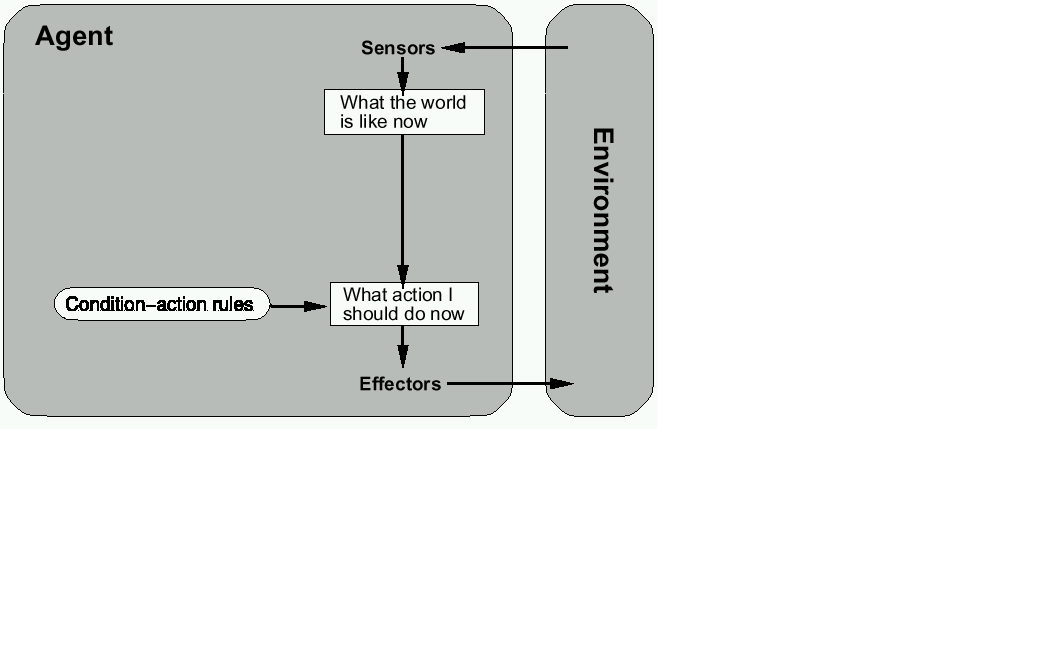 Agent
Sensors
What the world
is like now
Environment
Condition–action rules
What action I
should do now
Effectors